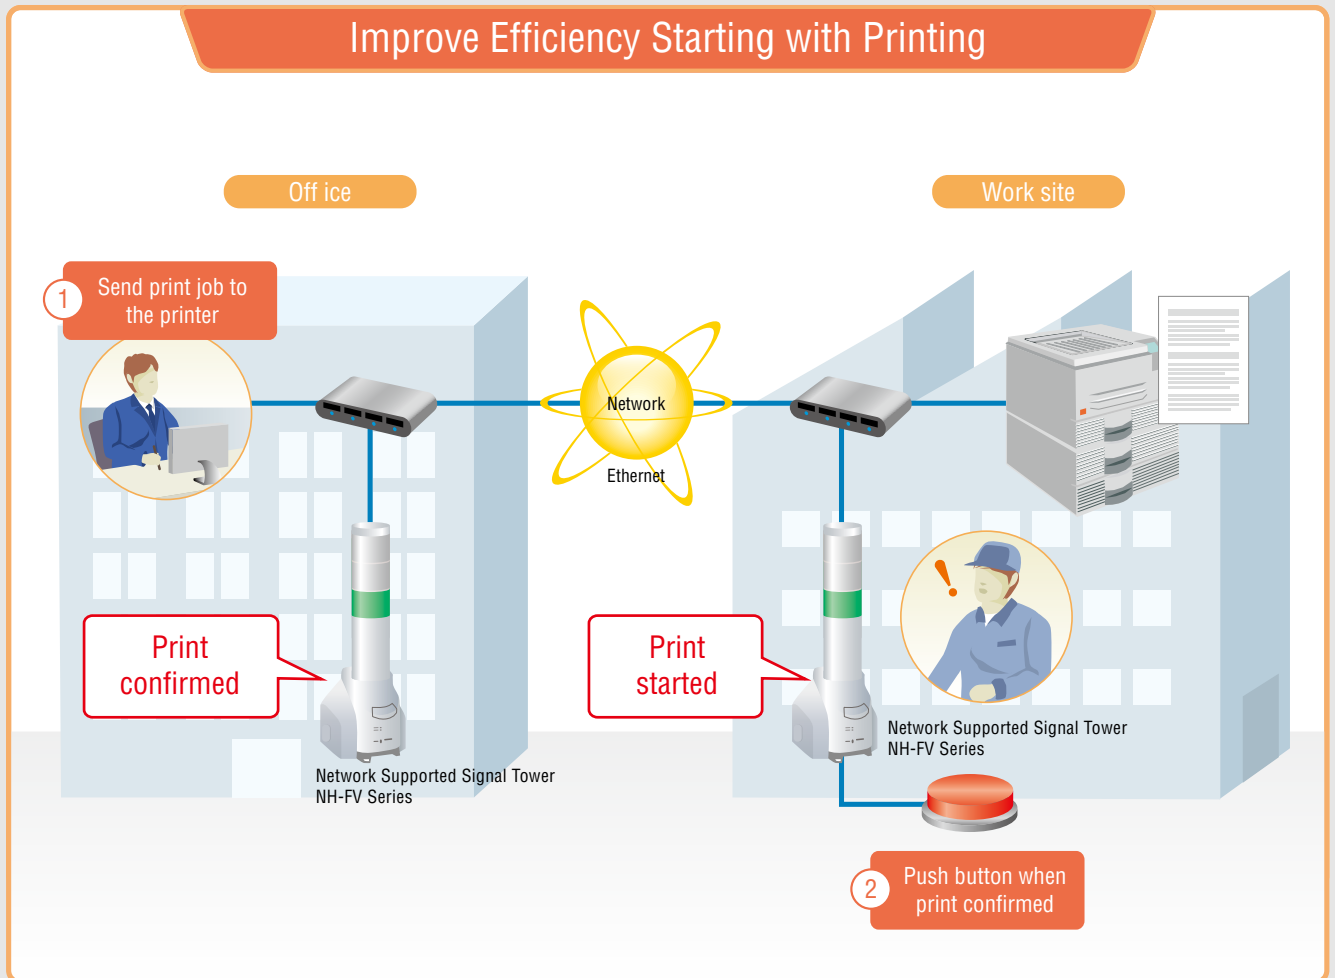 Improve Efficiency Starting with Printing
Off ice
Work site
1
Send print job to
the printer
Network
Ethernet
Print
confirmed
Print
started
Network Supported Signal Tower
NH-FV Series
Network Supported Signal Tower
NH-FV Series
2
Push button when
print confirmed